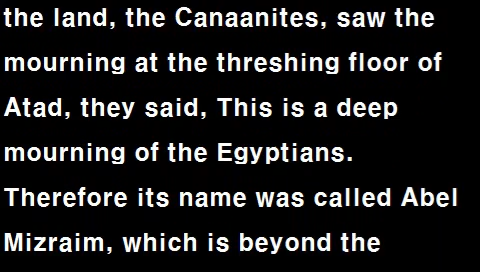 the land, the Canaanites, saw the
mourning at the threshing floor of
Atad, they said, This is a deep
mourning of the Egyptians.
Therefore its name was called Abel
Mizraim, which is beyond the